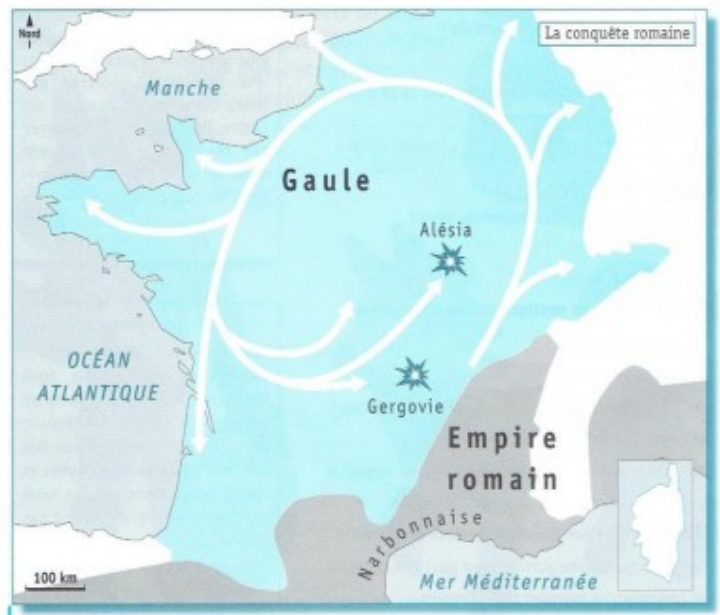 Nord
La conquête romaine
Manche
Gaule
Alésia
OCÉAN
ATLANTIQUE
Gergovie
Empire
romain
Narbonnaise
100 km
Mer Méditerranée